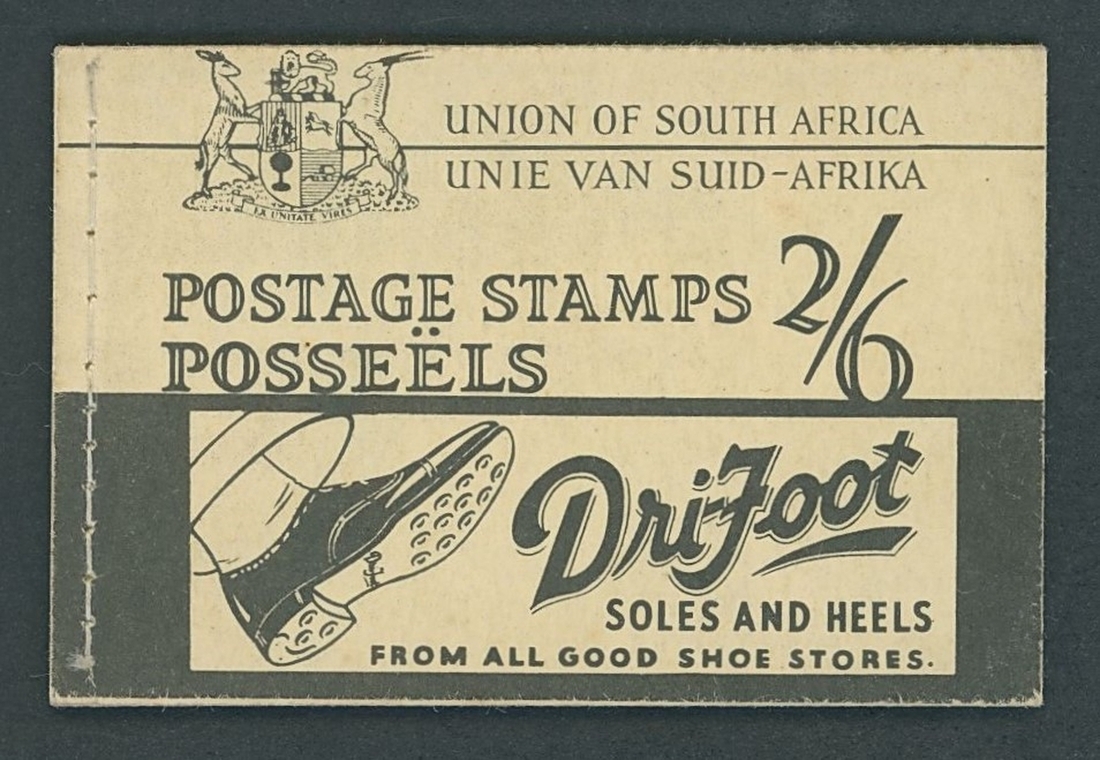 UNION OF SOUTH AFRICA
UNIE VAN SUID-AFRIKA
EX UNITATE VIRES
POSTAGE STAMPS 2/6
POSSEËLS
Dri-Foot
SOLES AND HEELS
FROM ALL GOOD SHOE STORES.